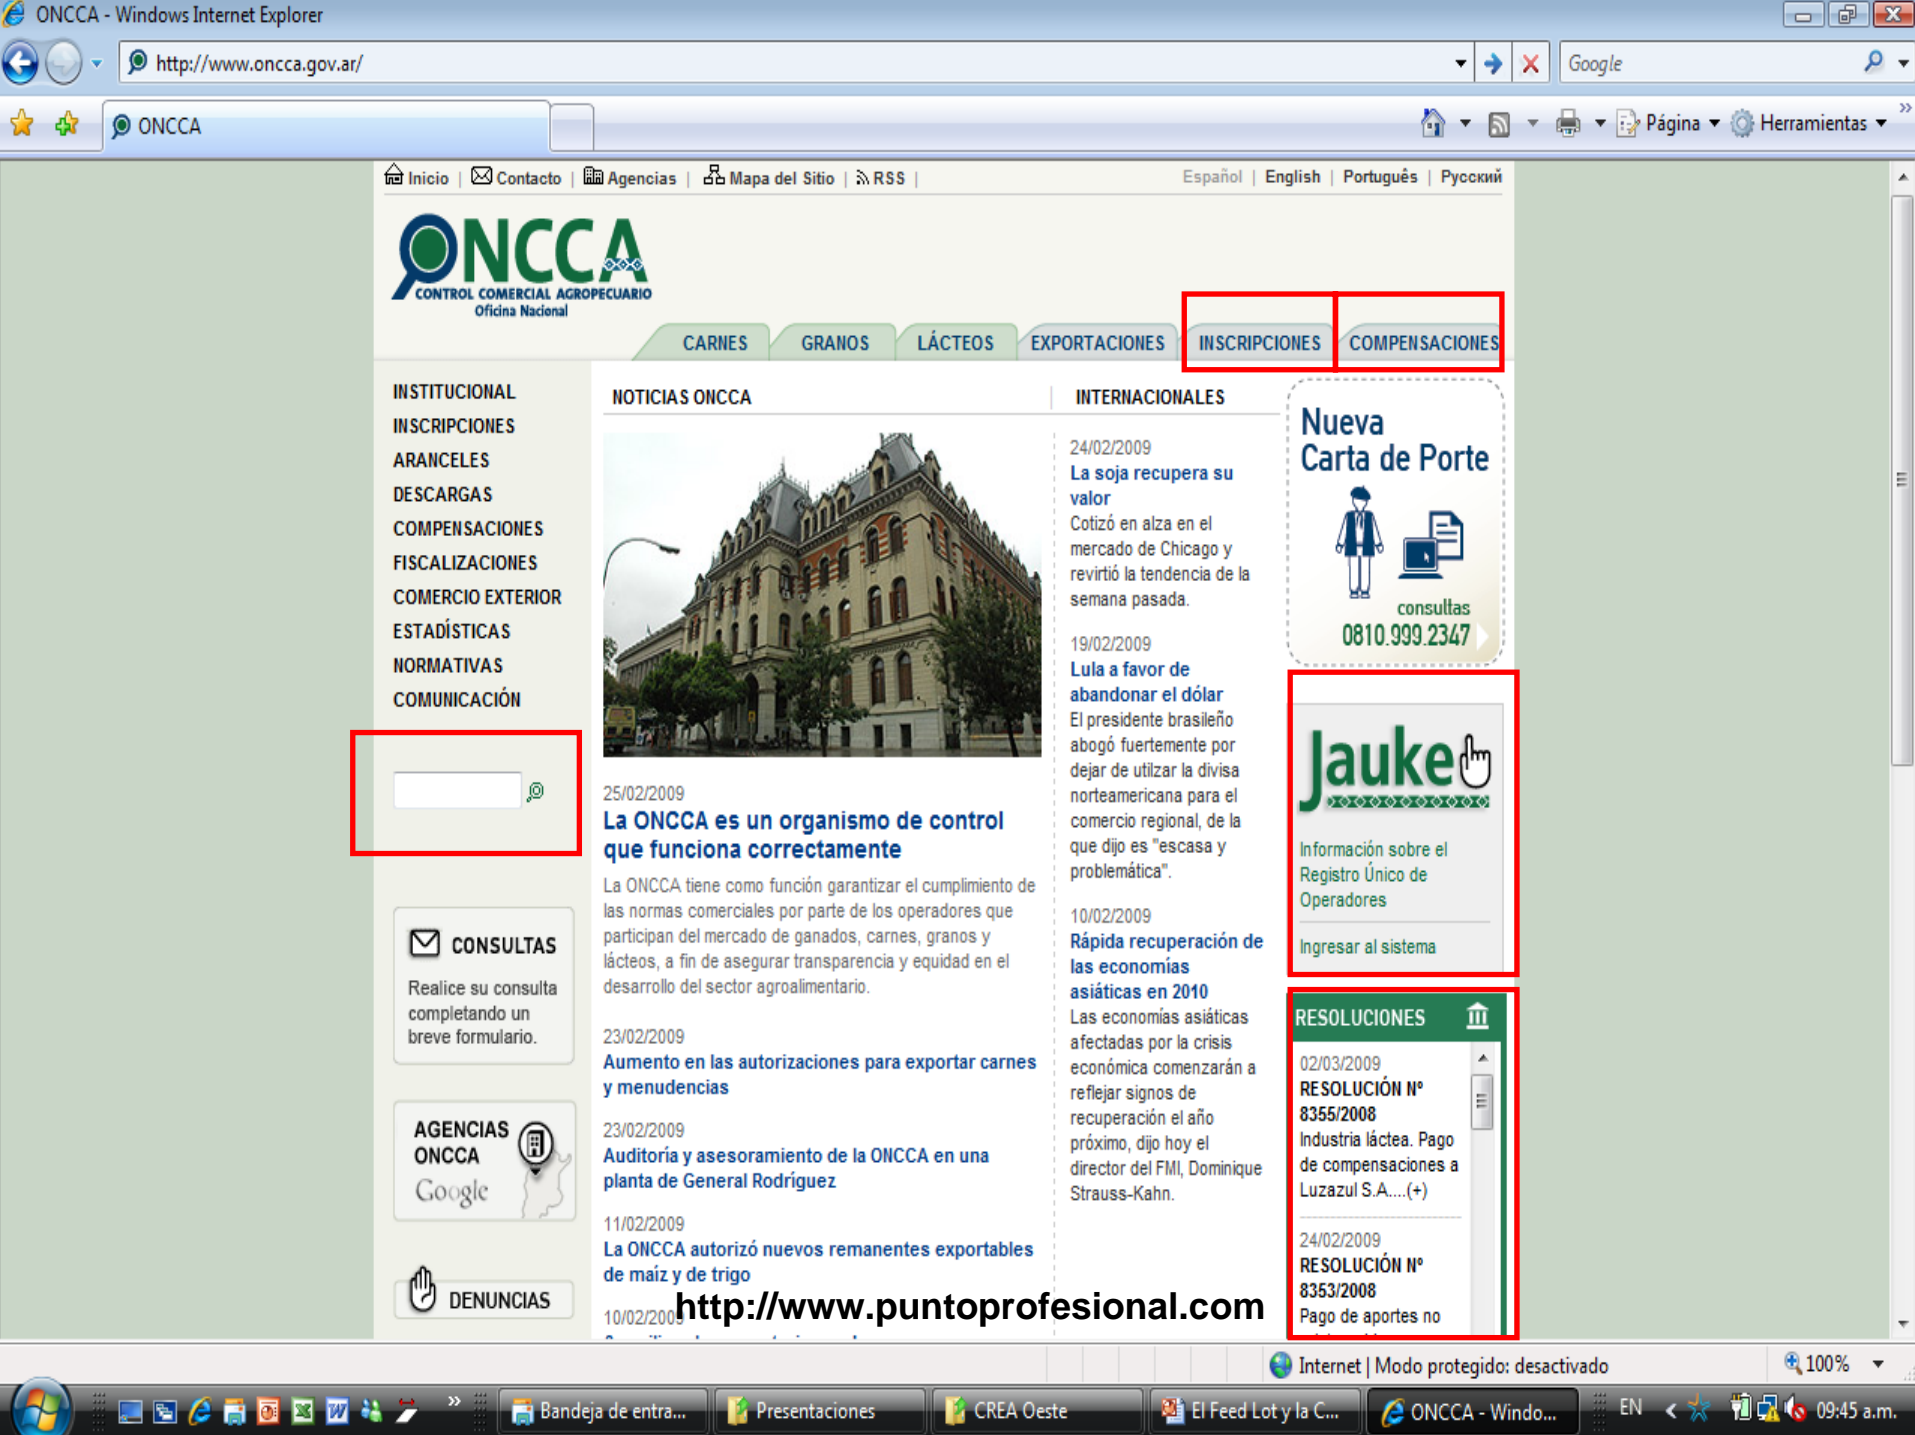 ONCCA - Windows Internet Explorer
http://www.oncca.gov.ar/
Google
ONCCA
Página
Herramientas
Inicio | Contacto | Agencias | Mapa del Sitio | RSS |
Español | English | Português | Русский
ONCCA
CONTROL COMERCIAL AGROPECUARIO
Oficina Nacional
CARNES GRANOS LÁCTEOS EXPORTACIONES INSCRIPCIONES COMPENSACIONES
INSTITUCIONAL
INSCRIPCIONES
ARANCELES
DESCARGAS
COMPENSACIONES
FISCALIZACIONES
COMERCIO EXTERIOR
ESTADÍSTICAS
NORMATIVAS
COMUNICACIÓN
CONSULTAS
Realice su consulta
completando un
breve formulario.
AGENCIAS
ONCCA
Google
DENUNCIAS
NOTICIAS ONCCA
25/02/2009
La ONCCA es un organismo de control
que funciona correctamente
La ONCCA tiene como función garantizar el cumplimiento de
las normas comerciales por parte de los operadores que
participan del mercado de ganados, carnes, granos y
lácteos, a fin de asegurar transparencia y equidad en el
desarrollo del sector agroalimentario.
23/02/2009
Aumento en las autorizaciones para exportar carnes
y menudencias
23/02/2009
Auditoría y asesoramiento de la ONCCA en una
planta de General Rodríguez
11/02/2009
La ONCCA autorizó nuevos remanentes exportables
de maíz y de trigo
10/02/2009
http://www.puntoprofesional.com
INTERNACIONALES
24/02/2009
La soja recupera su
valor
Cotizó en alza en el
mercado de Chicago y
revirtió la tendencia de la
semana pasada.
19/02/2009
Lula a favor de
abandonar el dólar
El presidente brasileño
abogó fuertemente por
dejar de utilzar la divisa
norteamericana para el
comercio regional, de la
que dijo es "escasa y
problemática".
10/02/2009
Rápida recuperación de
las economías
asiáticas en 2010
Las economías asiáticas
afectadas por la crisis
económica comenzarán a
reflejar signos de
recuperación el año
próximo, dijo hoy el
director del FMI, Dominique
Strauss-Kahn.
Nueva
Carta de Porte
consultas
0810.999.2347
Jauke
Información sobre el
Registro Único de
Operadores
Ingresar al sistema
RESOLUCIONES
02/03/2009
RESOLUCIÓN Nº
8355/2008
Industria láctea. Pago
de compensaciones a
Luzazul S.A....(+)
24/02/2009
RESOLUCIÓN Nº
8353/2008
Pago de aportes no
Internet | Modo protegido: desactivado
100%
Bandeja de entra...
Presentaciones
CREA Oeste
El Feed Lot y la C...
ONCCA - Windo...
EN
09:45 a.m.